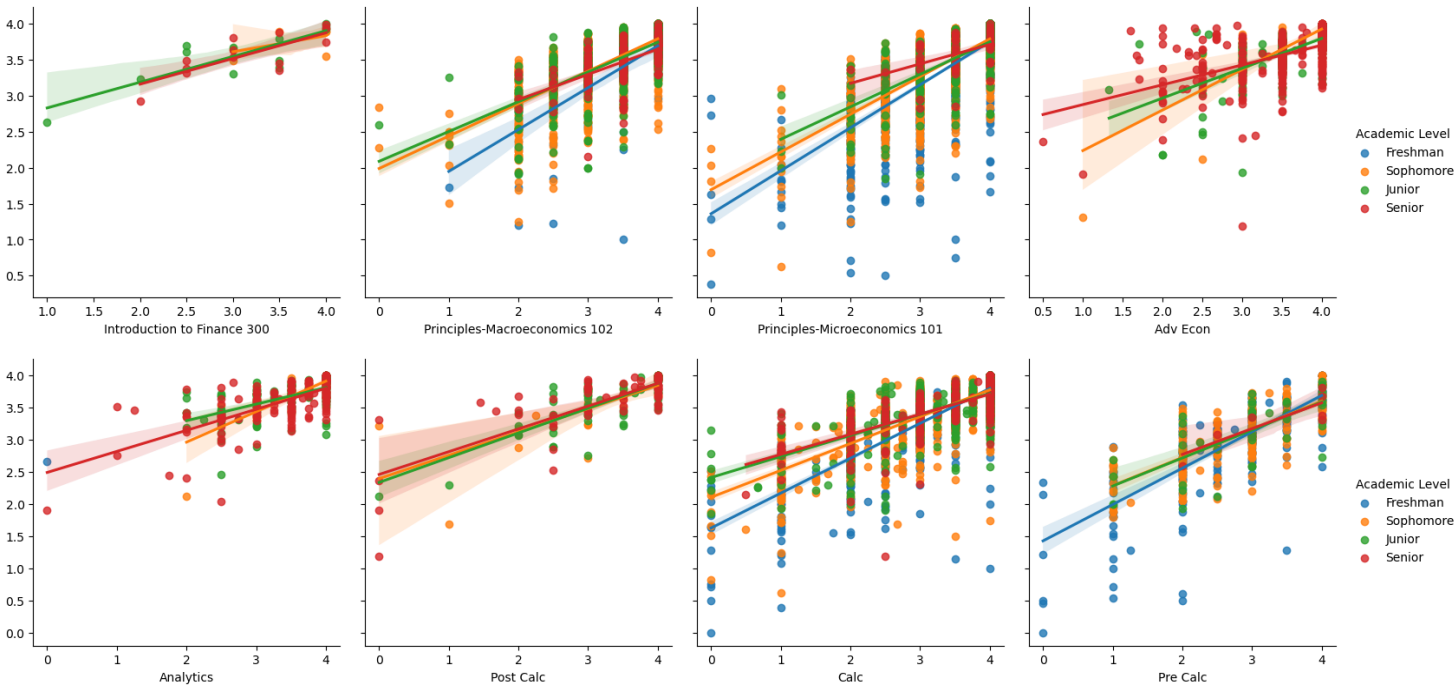 4.0
3.5
3.0
2.5
2.0
1.5
1.0
0.5
1.0 1.5 2.0 2.5 3.0 3.5 4.0
Introduction to Finance 300
0 1 2 3 4
Principles-Macroeconomics 102
0 1 2 3 4
Principles-Microeconomics 101
0.5 1.0 1.5 2.0 2.5 3.0 3.5 4.0
Adv Econ
Academic Level
Freshman
Sophomore
Junior
Senior
4.0
3.5
3.0
2.5
2.0
1.5
1.0
0.5
0.0
0 1 2 3 4
Analytics
0 1 2 3 4
Post Calc
0 1 2 3 4
Calc
0 1 2 3 4
Pre Calc
Academic Level
Freshman
Sophomore
Junior
Senior